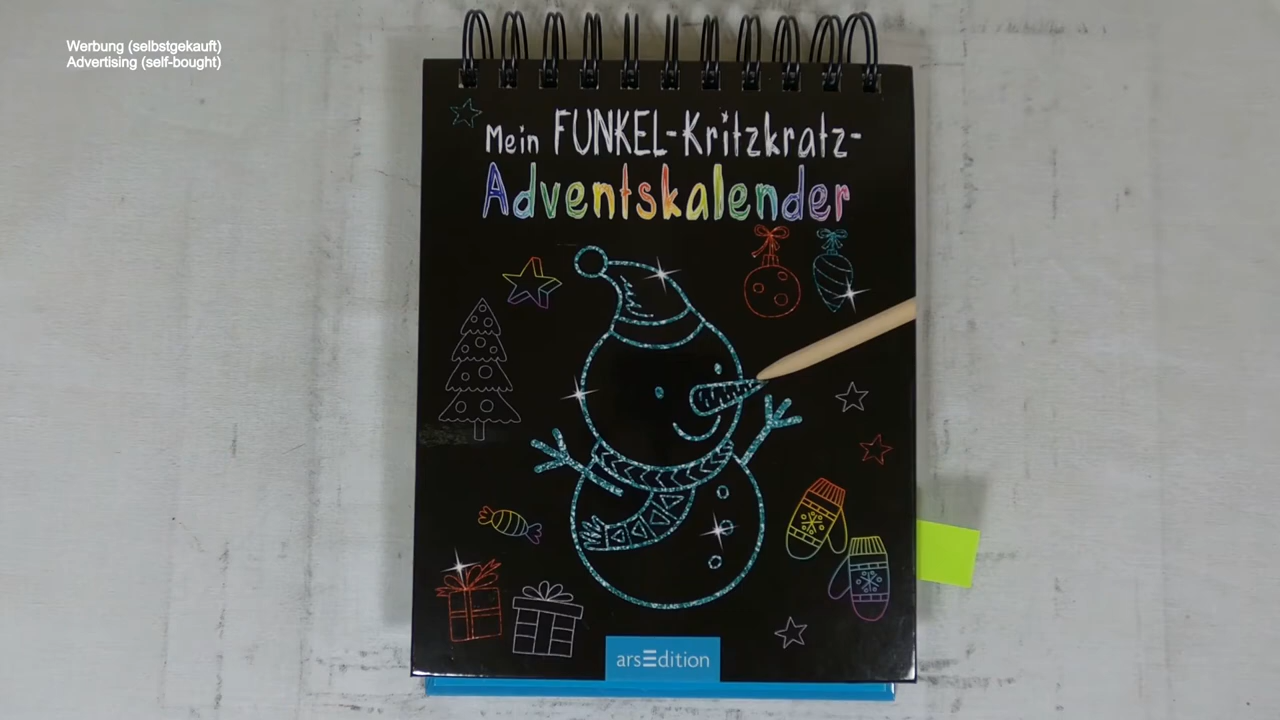 Werbung (selbstgekauft)
Advertising (self-bought)
Mein FUNKEL-Kritzkratz-
Adventskalender
arsEdition